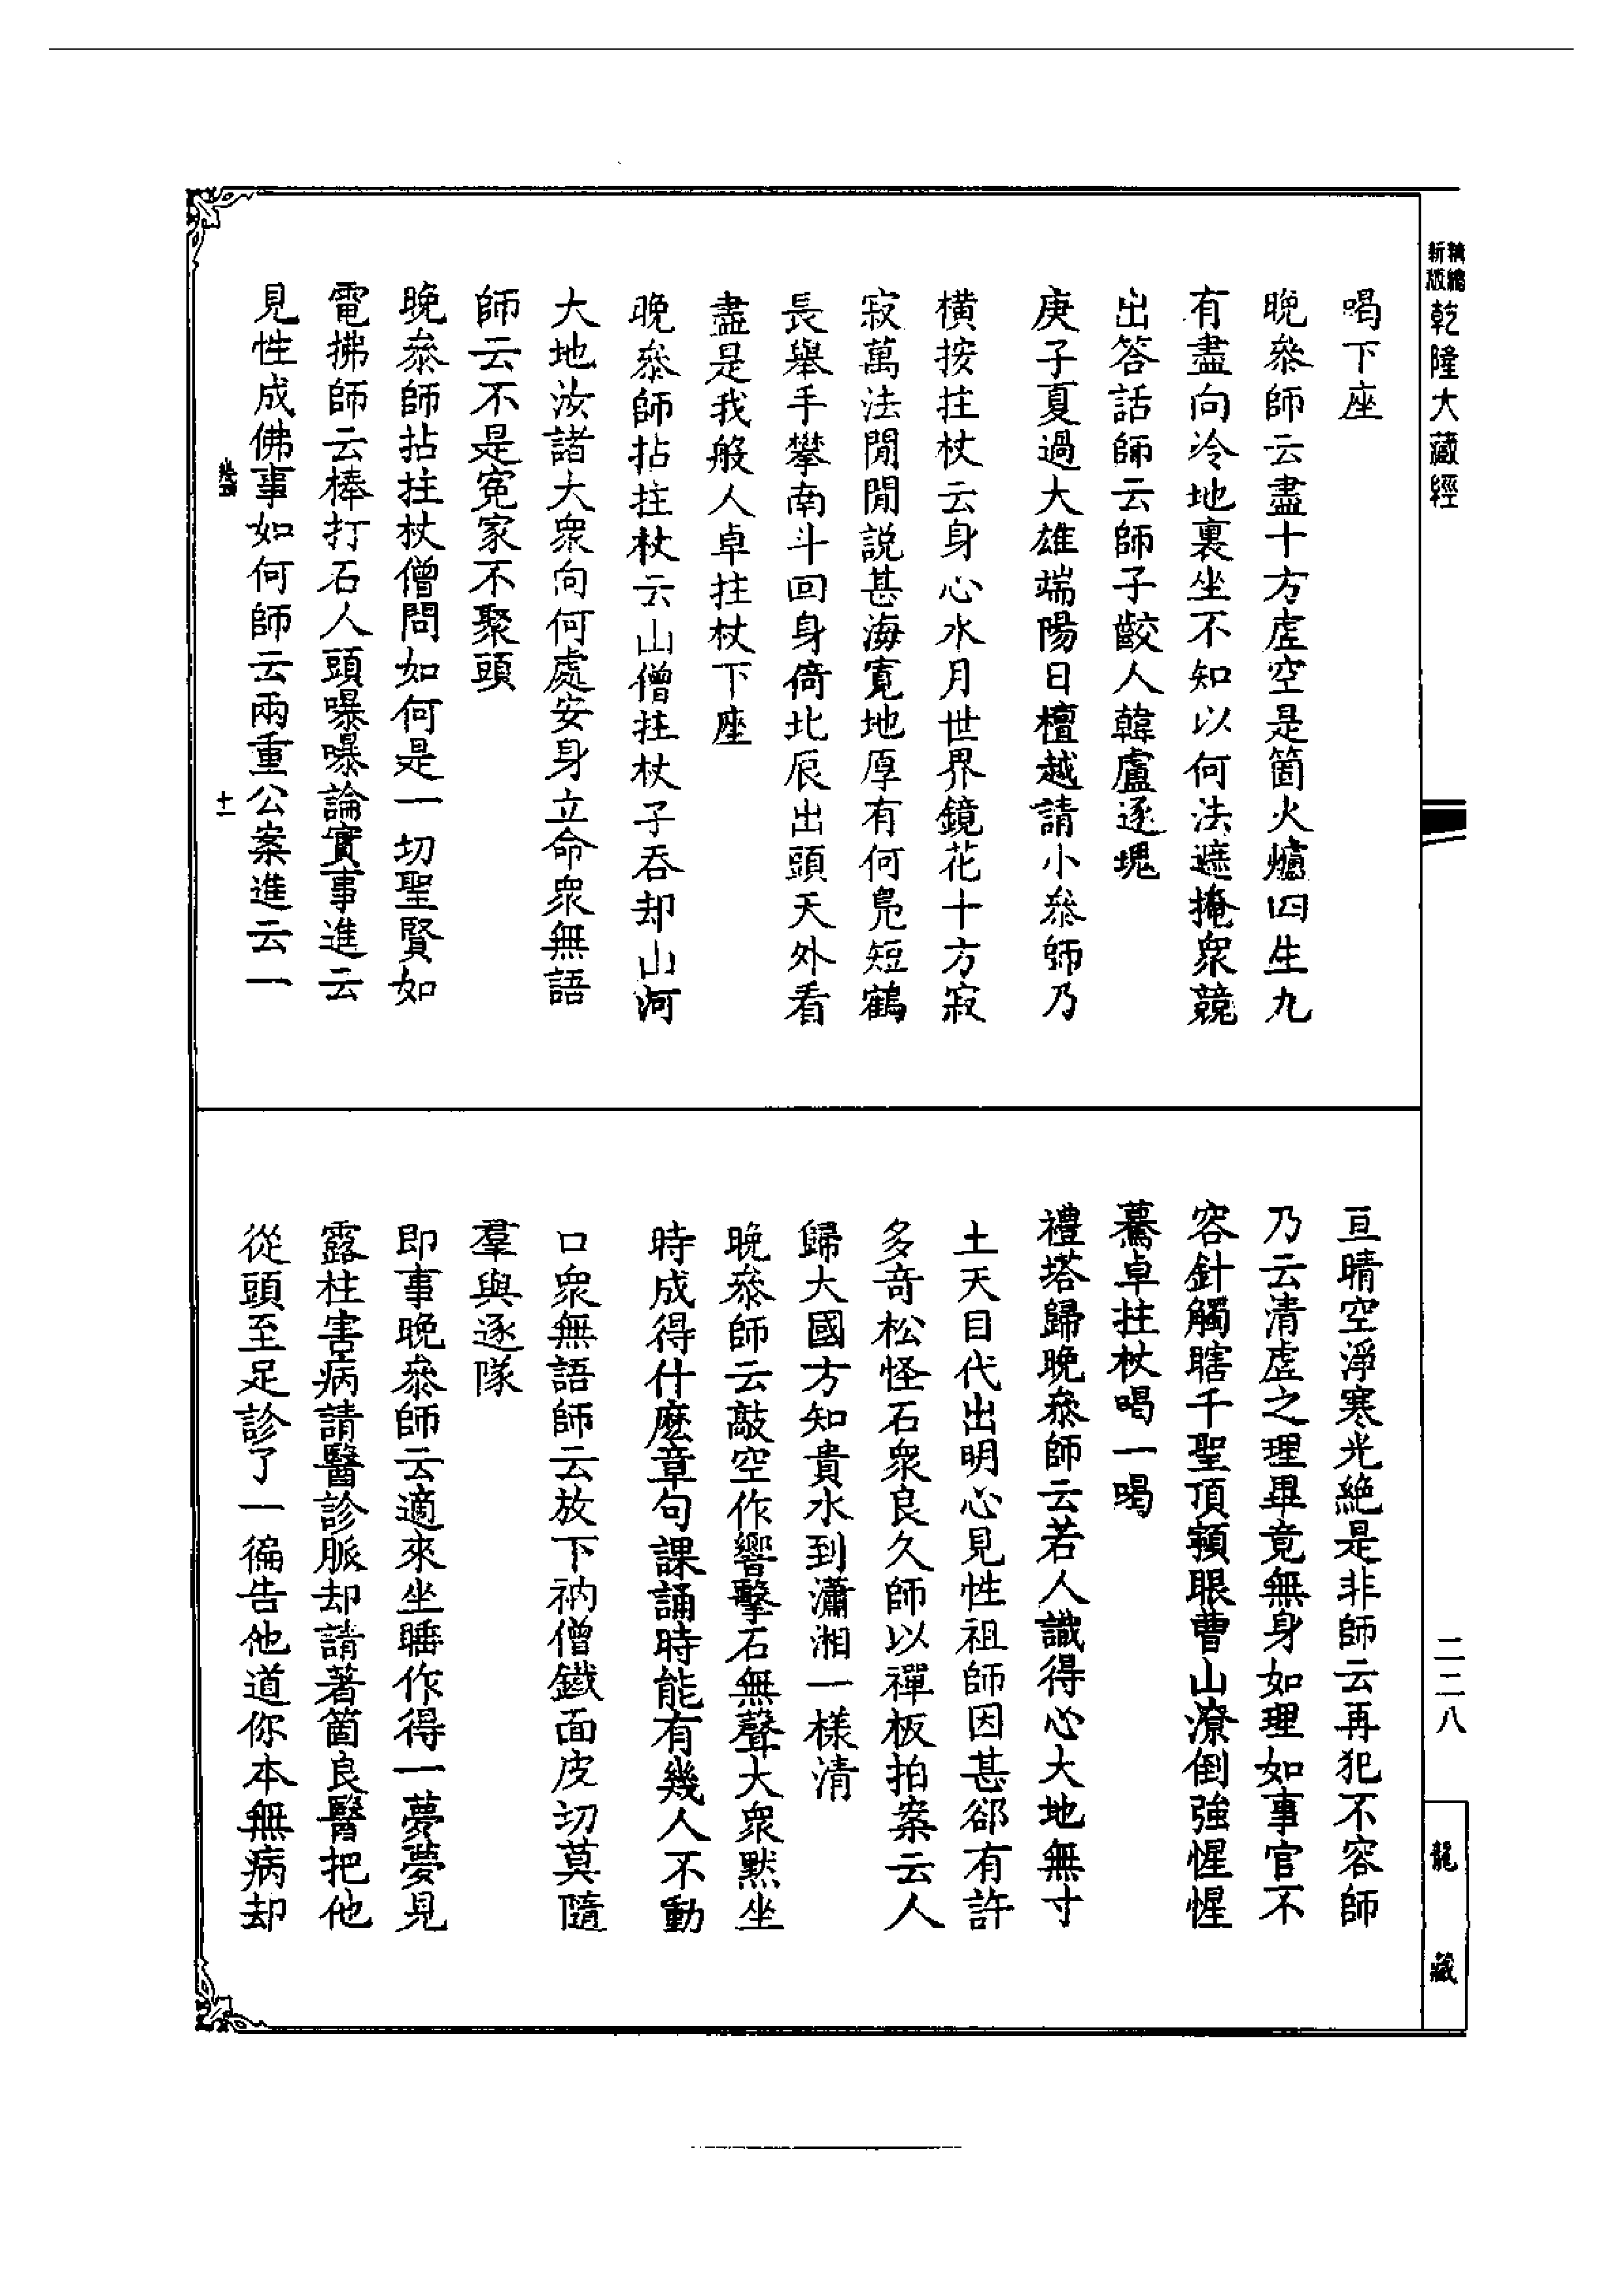 精縮
新版
乾隆大藏經
喝下座
晚叅師云盡十方虗空是箇火爐四生九
有盡向冷地裏坐不知以何法遮掩衆競
出答話師云師子齩人韓盧逐塊
庚子夏過大雄端陽日檀越請小叅師乃
橫按拄杖云身心水月世界鏡花十方寂
寂萬法閒閒說甚海寬地厚有何鳬短鶴
長舉手攀南斗回身倚北辰出頭天外看
盡是我般人卓拄杖下座
晚叅師拈拄杖云山僧拄杖子吞却山河
大地汝諸大衆向何處安身立命衆無語
師云不是寃家不聚頭
晚叅師拈拄杖僧問如何是一切聖賢如
電拂師云棒打石人頭嚗嚗論實事進云
見性成佛事如何師云兩重公案進云一
十一
亘晴空淨寒光絶是非師云再犯不容師
乃云清虗之理畢竟無身如理如事官不
容針觸瞎千聖頂𩕳眼曹山潦倒強惺惺
驀卓拄杖喝一喝
禮塔歸晚叅師云若人識得心大地無寸
土天目代出明心見性祖師因甚郤有許
多奇松怪石衆良久師以禪板拍案云人
歸大國方知貴水到瀟湘一樣清
晚叅師云敲空作響擊石無聲大衆黙坐
時成得什麽章句課誦時能有幾人不動
口衆無語師云放下衲僧鐵面皮切莫隨
羣與逐隊
即事晚叅師云適來坐睡作得一夢夢見
露柱害病請醫診脈却請著箇良醫把他
從頭至足診了一徧告他道你本無病却
二二八
龍藏